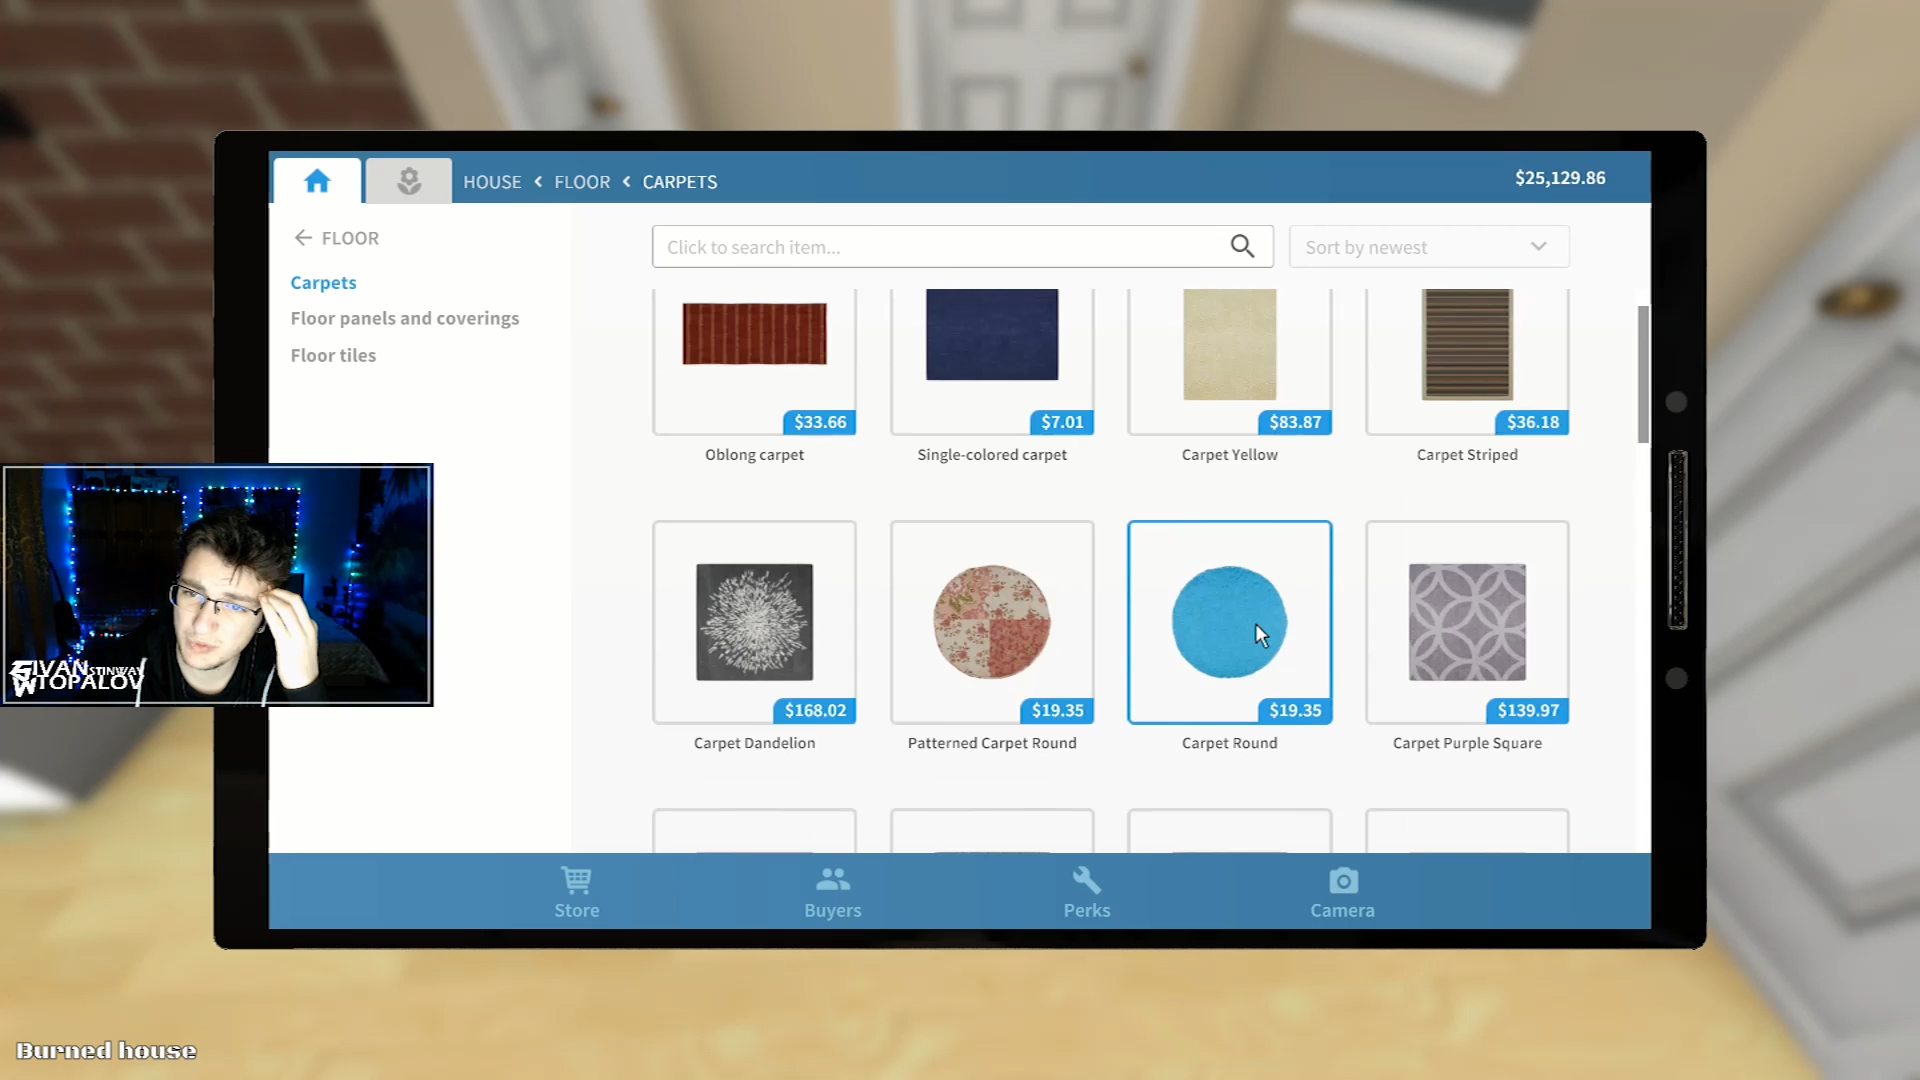 HOUSE < FLOOR < CARPETS
$25,129.86
FLOOR
Click to search item...
Sort by newest
Carpets
Floor panels and coverings
Floor tiles
$33.66
$7.01
$83.87
$36.18
Oblong carpet
Single-colored carpet
Carpet Yellow
Carpet Striped
$168.02
$19.35
$19.35
$139.97
Carpet Dandelion
Patterned Carpet Round
Carpet Round
Carpet Purple Square
IVAN STINWAY
TOPALOV
Store
Buyers
Perks
Camera
Burned house